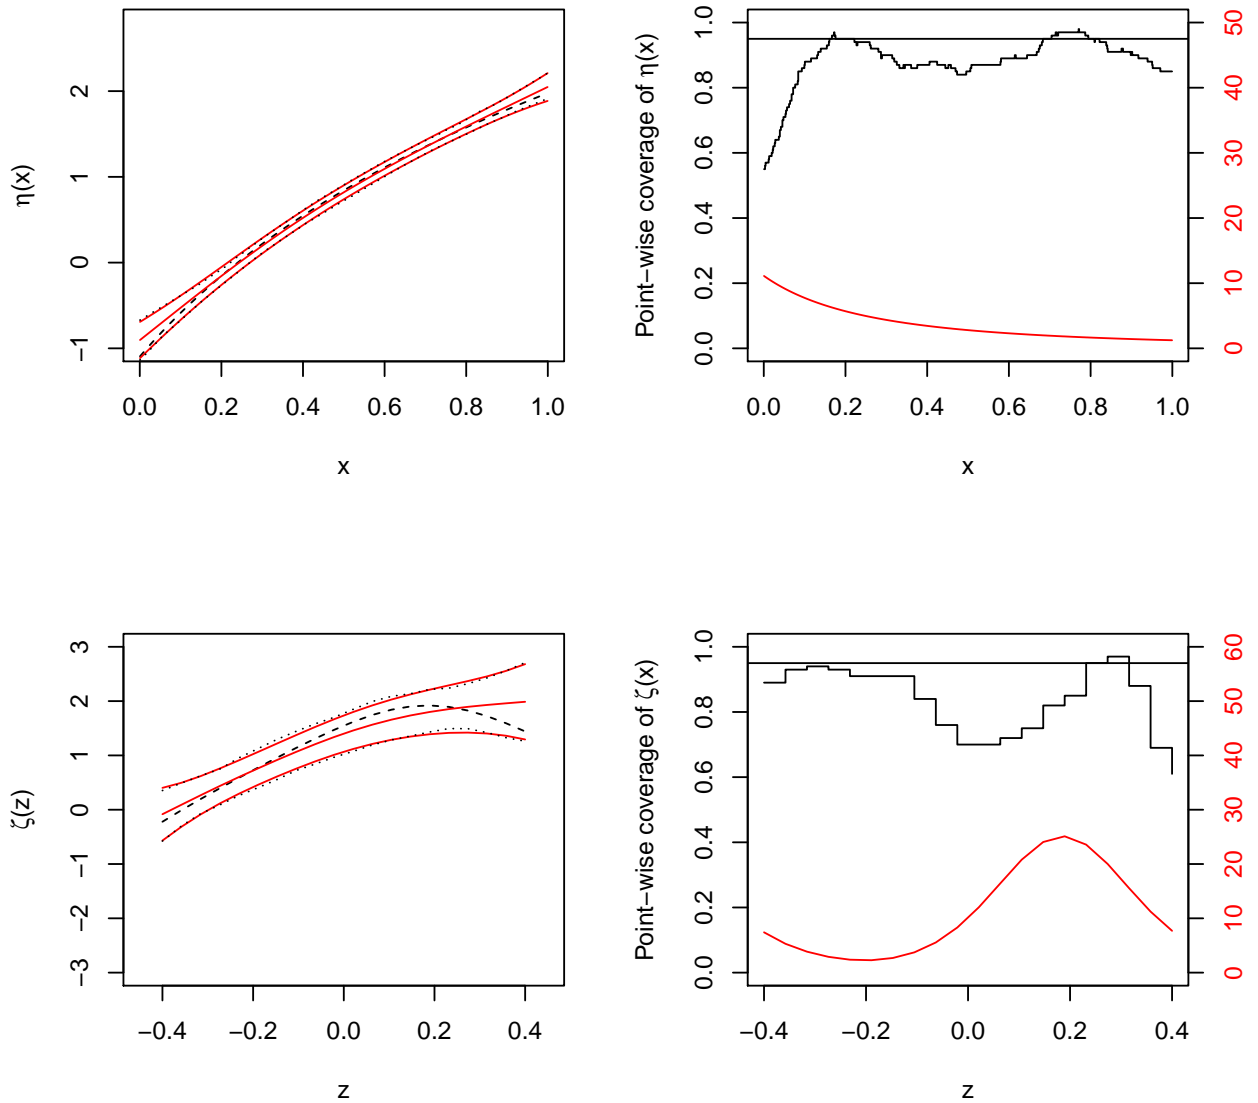 η(x)
−1 0 1 2
0.0 0.2 0.4 0.6 0.8 1.0
x
Point−wise coverage of η(x)
0.0 0.2 0.4 0.6 0.8 1.0
0 10 20 30 40 50
0.0 0.2 0.4 0.6 0.8 1.0
x
ζ(z)
−3 −2 −1 0 1 2 3
−0.4 −0.2 0.0 0.2 0.4
z
Point−wise coverage of ζ(x)
0.0 0.2 0.4 0.6 0.8 1.0
0 10 20 30 40 50 60
−0.4 −0.2 0.0 0.2 0.4
z